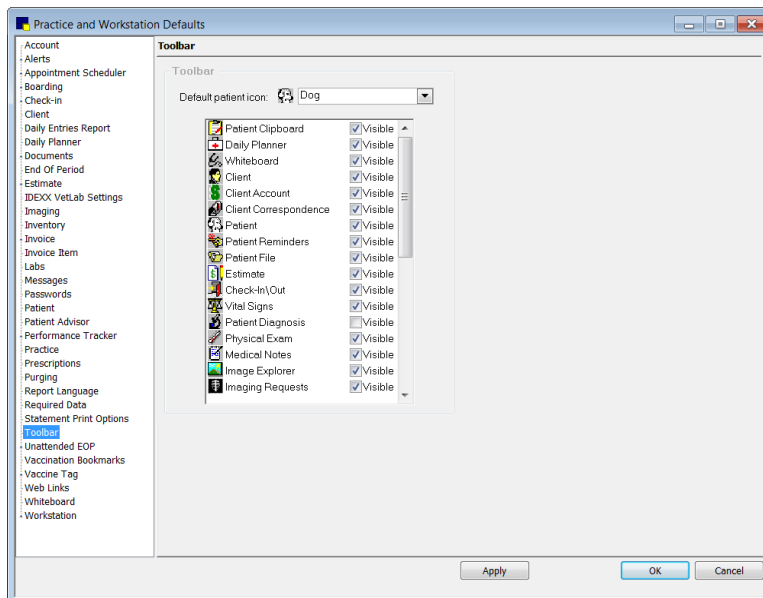 Practice and Workstation Defaults
Account
Alerts
Appointment Scheduler
Boarding
Check-in
Client
Daily Entries Report
Daily Planner
Documents
End Of Period
Estimate
IDEXX VetLab Settings
Imaging
Inventory
Invoice
Invoice Item
Labs
Messages
Passwords
Patient
Patient Advisor
Performance Tracker
Practice
Prescriptions
Purging
Report Language
Required Data
Statement Print Options
Toolbar
Unattended EOP
Vaccination Bookmarks
Vaccine Tag
Web Links
Whiteboard
Workstation
Toolbar
Toolbar
Default patient icon: Dog
Patient Clipboard Visible
Daily Planner Visible
Whiteboard Visible
Client Visible
Client Account Visible
Client Correspondence Visible
Patient Visible
Patient Reminders Visible
Patient File Visible
Estimate Visible
Check-In\Out Visible
Vital Signs Visible
Patient Diagnosis Visible
Physical Exam Visible
Medical Notes Visible
Image Explorer Visible
Imaging Requests Visible
Apply OK Cancel